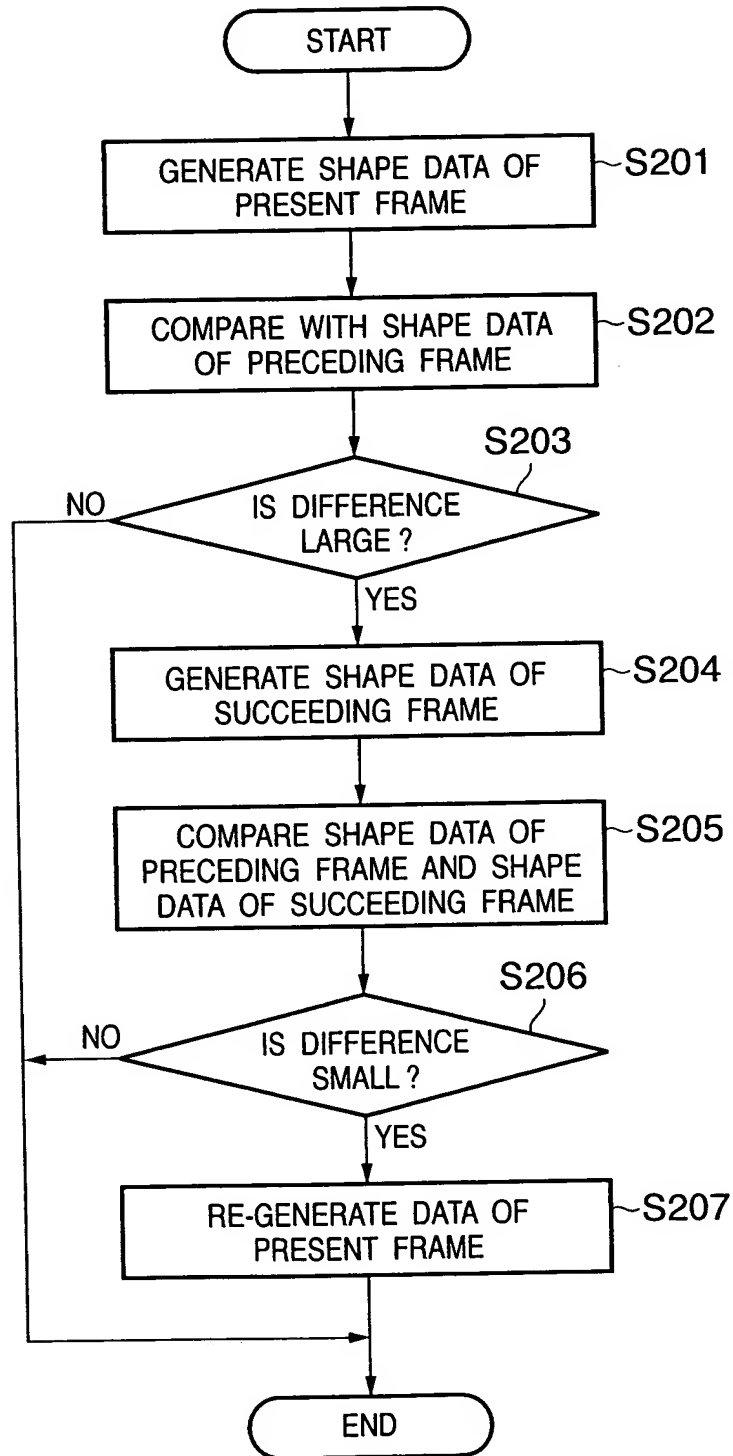 START
GENERATE SHAPE DATA OF
PRESENT FRAME
S201
COMPARE WITH SHAPE DATA
OF PRECEDING FRAME
S202
S203
NO
IS DIFFERENCE
LARGE?
YES
GENERATE SHAPE DATA OF
SUCCEEDING FRAME
S204
COMPARE SHAPE DATA OF
PRECEDING FRAME AND SHAPE
DATA OF SUCCEEDING FRAME
S205
S206
NO
IS DIFFERENCE
SMALL?
YES
RE-GENERATE DATA OF
PRESENT FRAME
S207
END